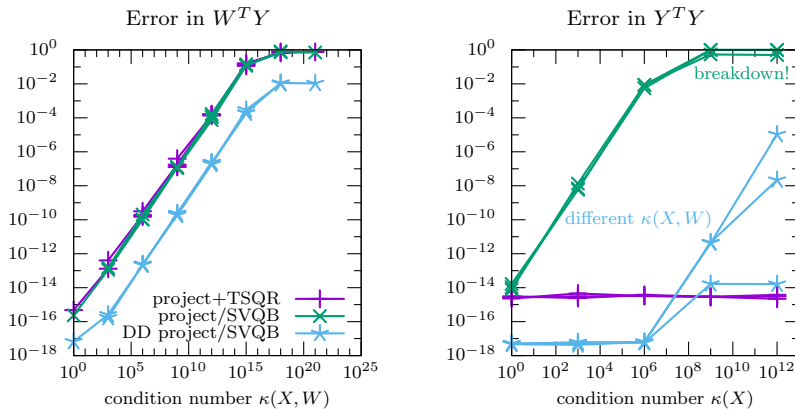 Error in W^T Y
10^0
10^-2
10^-4
10^-6
10^-8
10^-10
10^-12
10^-14
10^-16
10^-18
project+TSQR
project/SVQB
DD project/SVQB
10^0 10^5 10^10 10^15 10^20 10^25
condition number κ(X, W)
Error in Y^T Y
10^0
10^-2
10^-4
10^-6
10^-8
10^-10
10^-12
10^-14
10^-16
10^-18
breakdown!
different κ(X, W)
10^0 10^2 10^4 10^6 10^8 10^10 10^12
condition number κ(X)